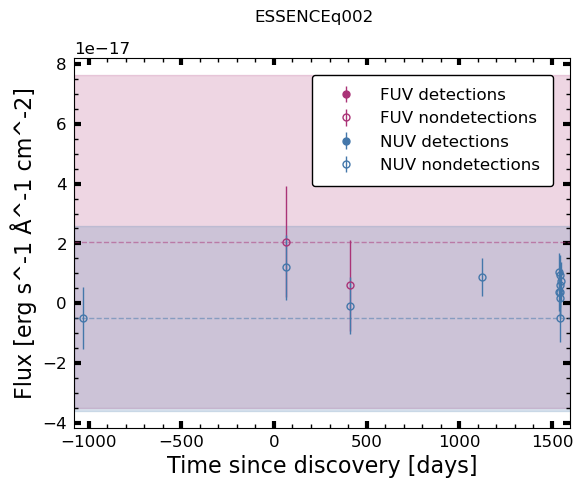 ESSENCEq002
1e−17
Flux [erg s^-1 Å^-1 cm^-2]
8
6
4
2
0
−2
−4
FUV detections
FUV nondetections
NUV detections
NUV nondetections
−1000 −500 0 500 1000 1500
Time since discovery [days]